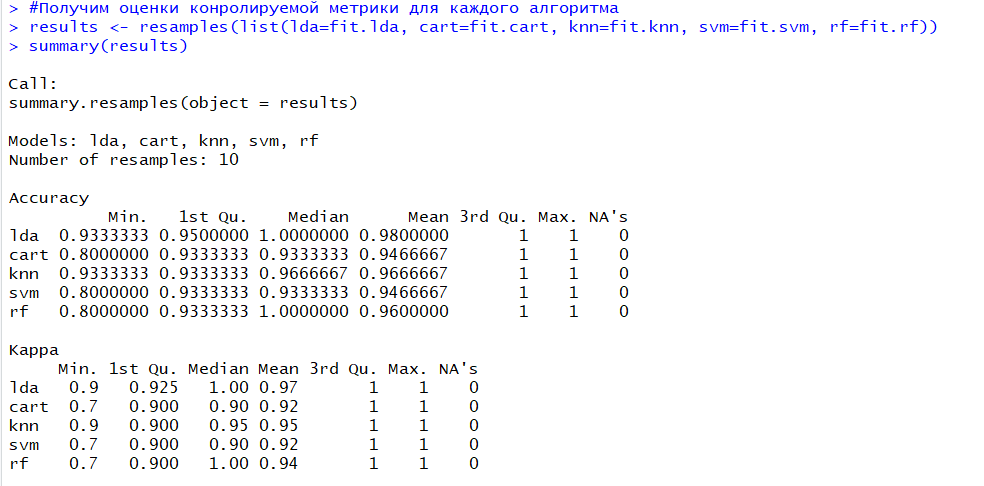 > #Получим оценки конролируемой метрики для каждого алгоритма
> results <- resamples(list(lda=fit.lda, cart=fit.cart, knn=fit.knn, svm=fit.svm, rf=fit.rf))
> summary(results)

Call:
summary.resamples(object = results)

Models: lda, cart, knn, svm, rf
Number of resamples: 10

Accuracy
          Min.   1st Qu.    Median      Mean 3rd Qu. Max. NA's
lda  0.9333333 0.9500000 1.0000000 0.9800000       1    1    0
cart 0.8000000 0.9333333 0.9333333 0.9466667       1    1    0
knn  0.9333333 0.9333333 0.9666667 0.9666667       1    1    0
svm  0.8000000 0.9333333 0.9333333 0.9466667       1    1    0
rf   0.8000000 0.9333333 1.0000000 0.9600000       1    1    0

Kappa
     Min. 1st Qu. Median Mean 3rd Qu. Max. NA's
lda   0.9   0.925   1.00 0.97       1    1    0
cart  0.7   0.900   0.90 0.92       1    1    0
knn   0.9   0.900   0.95 0.95       1    1    0
svm   0.7   0.900   0.90 0.92       1    1    0
rf    0.7   0.900   1.00 0.94       1    1    0